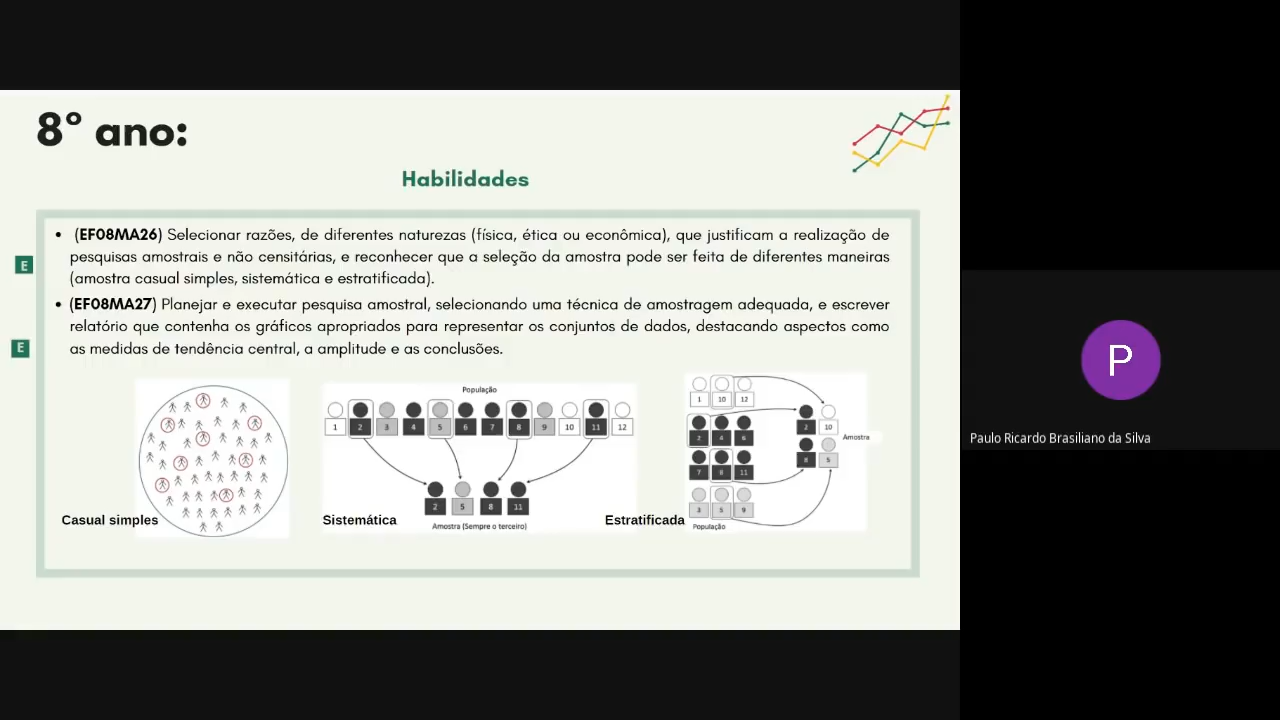 8º ano:
Habilidades
• (EF08MA26) Selecionar razões, de diferentes naturezas (física, ética ou econômica), que justificam a realização de
pesquisas amostrais e não censitárias, e reconhecer que a seleção da amostra pode ser feita de diferentes maneiras
(amostra casual simples, sistemática e estratificada).
E
• (EF08MA27) Planejar e executar pesquisa amostral, selecionando uma técnica de amostragem adequada, e escrever
relatório que contenha os gráficos apropriados para representar os conjuntos de dados, destacando aspectos como
as medidas de tendência central, a amplitude e as conclusões.
E
Casual simples
População
1 2 3 4 5 6 7 8 9 10 11 12
2 5 8 11
Sistemática
Amostra (Sempre o terceiro)
1 10 12
2 4 6
7 8 11
3 5 9
População
2 10
8 5
Amostra
Estratificada
P
Paulo Ricardo Brasiliano da Silva